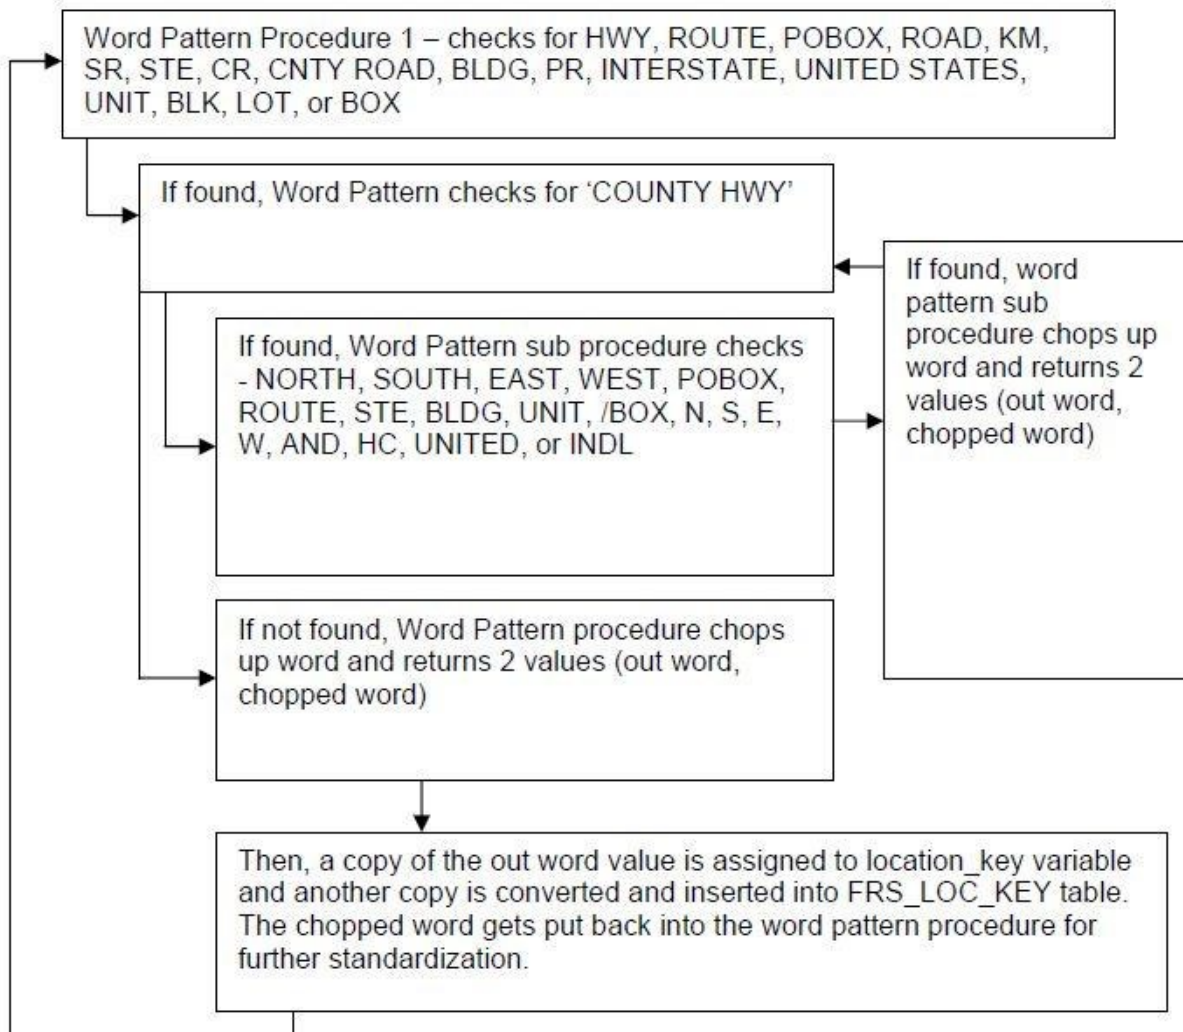 Word Pattern Procedure 1 – checks for HWY, ROUTE, POBOX, ROAD, KM,
SR, STE, CR, CNTY ROAD, BLDG, PR, INTERSTATE, UNITED STATES,
UNIT, BLK, LOT, or BOX
If found, Word Pattern checks for ‘COUNTY HWY’
If found, Word Pattern sub procedure checks
- NORTH, SOUTH, EAST, WEST, POBOX,
ROUTE, STE, BLDG, UNIT, /BOX, N, S, E,
W, AND, HC, UNITED, or INDL
If found, word
pattern sub
procedure chops up
word and returns 2
values (out word,
chopped word)
If not found, Word Pattern procedure chops
up word and returns 2 values (out word,
chopped word)
Then, a copy of the out word value is assigned to location_key variable
and another copy is converted and inserted into FRS_LOC_KEY table.
The chopped word gets put back into the word pattern procedure for
further standardization.